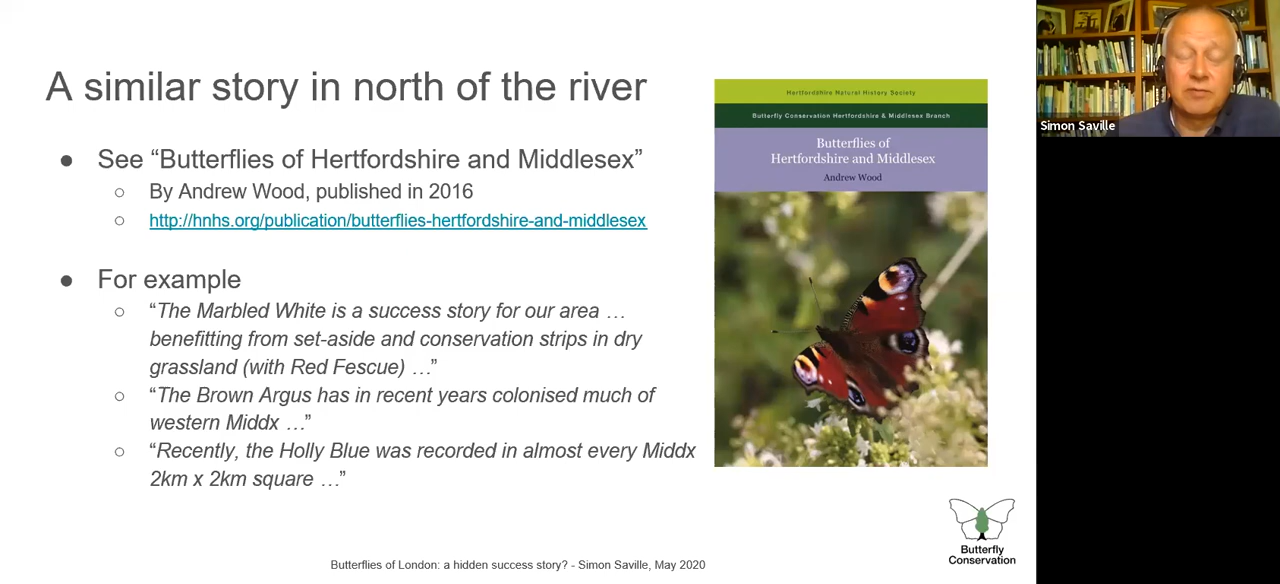 A similar story in north of the river
● See “Butterflies of Hertfordshire and Middlesex”
○ By Andrew Wood, published in 2016
○ http://hnhs.org/publication/butterflies-hertfordshire-and-middlesex
● For example
○ “The Marbled White is a success story for our area …
benefitting from set-aside and conservation strips in dry
grassland (with Red Fescue) …”
○ “The Brown Argus has in recent years colonised much of
western Middx …”
○ “Recently, the Holly Blue was recorded in almost every Middx
2km x 2km square …”
Hertfordshire Natural History Society
Butterfly Conservation Hertfordshire & Middlesex Branch
Butterflies of
Hertfordshire and Middlesex
Andrew Wood
Butterfly
Conservation
Butterflies of London: a hidden success story? - Simon Saville, May 2020
Simon Saville